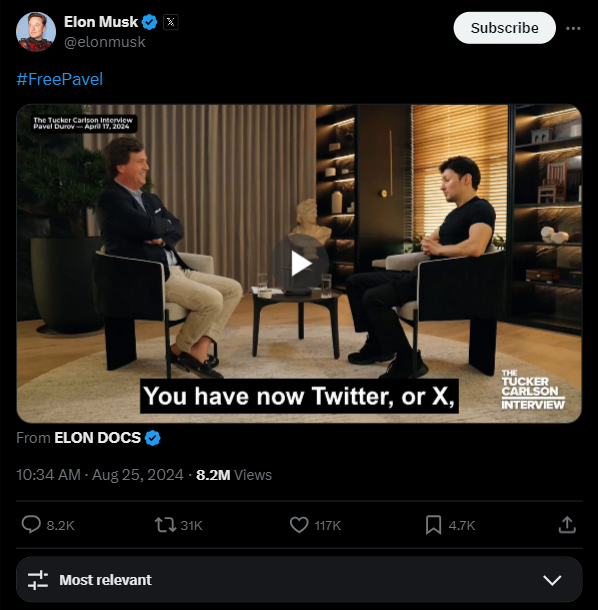 Elon Musk
Subscribe
@elonmusk
#FreePavel
The Tucker Carlson Interview
Pavel Durov — April 17, 2024
You have now Twitter, or X,
THE
TUCKER
CARLSON
INTERVIEW
From ELON DOCS
10:34 AM · Aug 25, 2024 · 8.2M Views
8.2K 31K 117K 4.7K
Most relevant